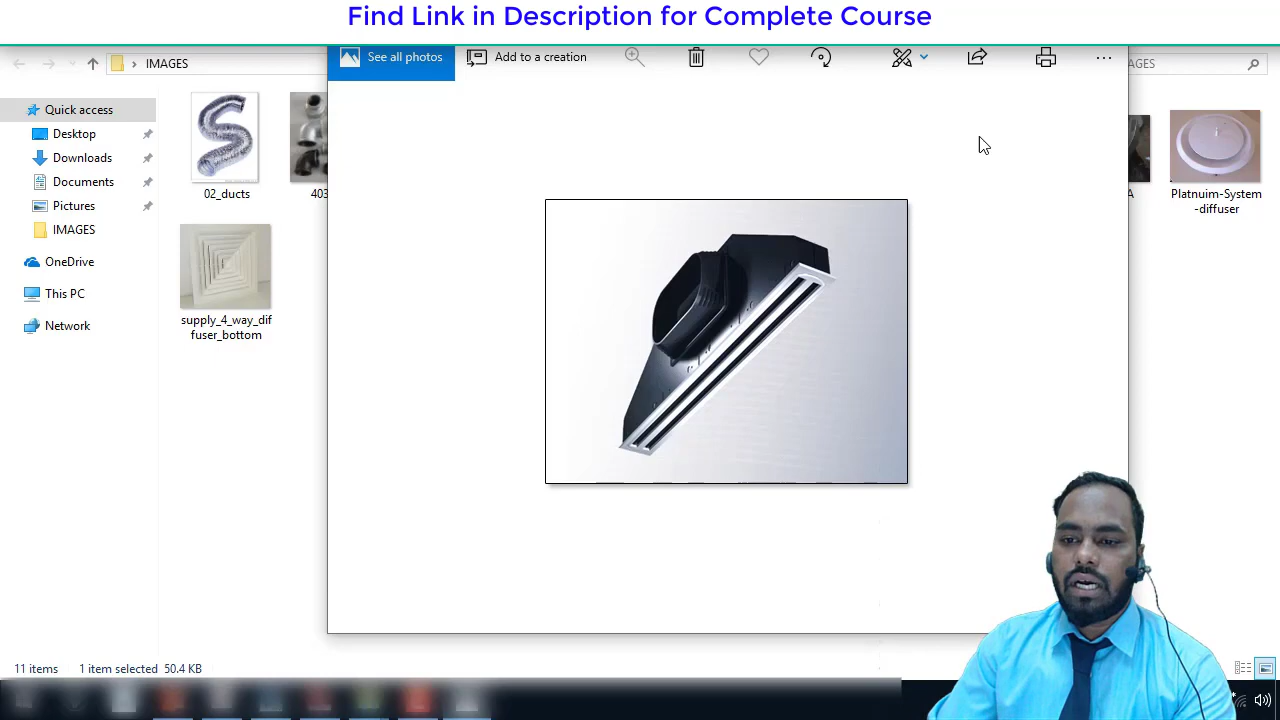 Find Link in Description for Complete Course
See all photos
Add to a creation
IMAGES
AGES
Quick access
Desktop
Downloads
Documents
Pictures
IMAGES
OneDrive
This PC
Network
02_ducts
403
A
Platnuim-System
-diffuser
supply_4_way_dif
fuser_bottom
11 items
1 item selected 50.4 KB